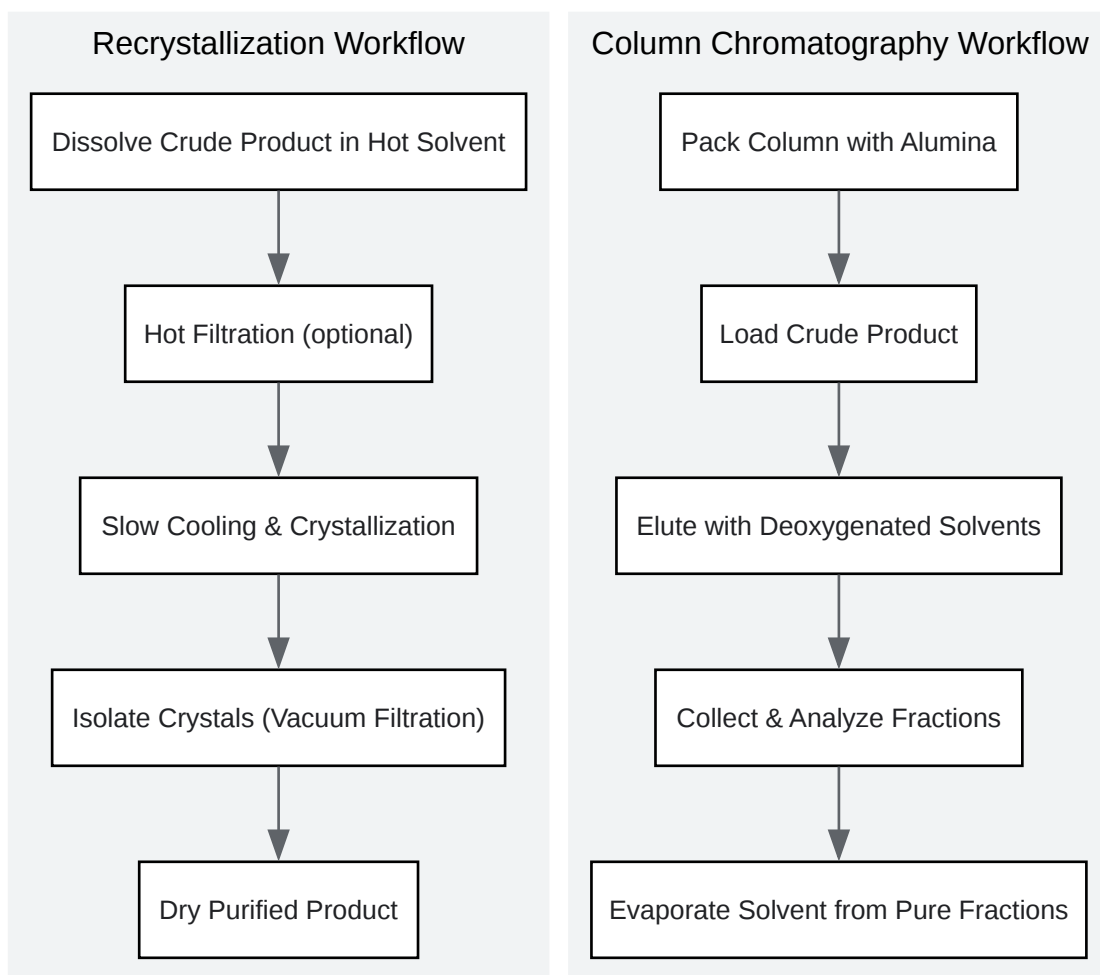 Recrystallization Workflow
Dissolve Crude Product in Hot Solvent
Hot Filtration (optional)
Slow Cooling & Crystallization
Isolate Crystals (Vacuum Filtration)
Dry Purified Product
Column Chromatography Workflow
Pack Column with Alumina
Load Crude Product
Elute with Deoxygenated Solvents
Collect & Analyze Fractions
Evaporate Solvent from Pure Fractions